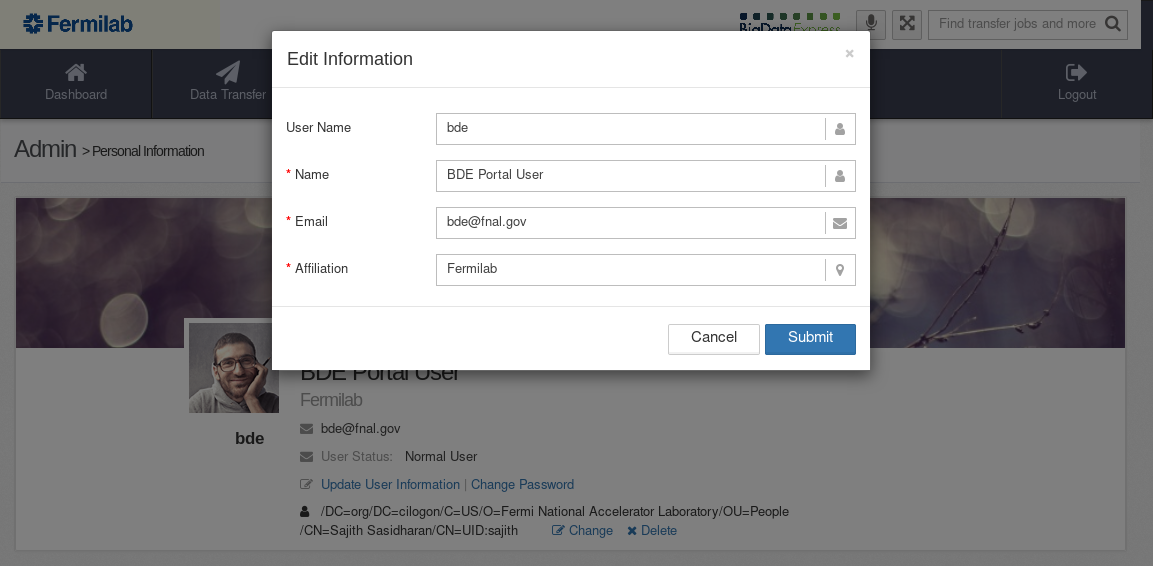 Fermilab
BigData Express
Find transfer jobs and more
Dashboard
Data Transfer
Logout
Admin > Personal Information
Edit Information
×
User Name
bde
* Name
BDE Portal User
* Email
bde@fnal.gov
* Affiliation
Fermilab
Cancel
Submit
BDE Portal User
Fermilab
bde
bde@fnal.gov
User Status: Normal User
Update User Information | Change Password
/DC=org/DC=cilogon/C=US/O=Fermi National Accelerator Laboratory/OU=People
/CN=Sajith Sasidharan/CN=UID:sajith Change Delete